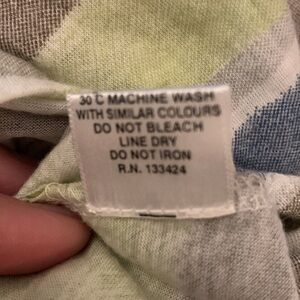 30°C MACHINE WASH
WITH SIMILAR COLOURS
DO NOT BLEACH
LINE DRY
DO NOT IRON
R.N. 133424